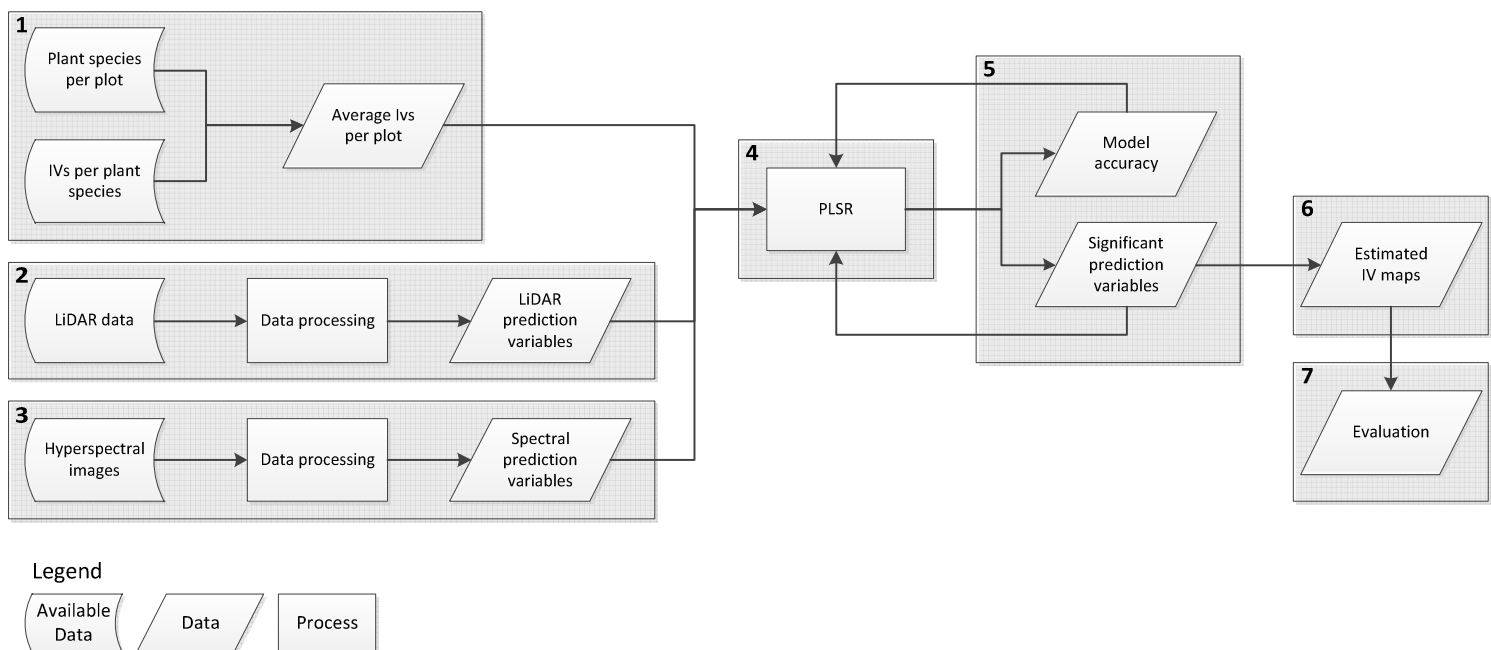 1
Plant species
per plot
IVs per plant
species
Average Ivs
per plot
2
LiDAR data
Data processing
LiDAR
prediction
variables
3
Hyperspectral
images
Data processing
Spectral
prediction
variables
4
PLSR
5
Model
accuracy
Significant
prediction
variables
6
Estimated
IV maps
7
Evaluation
Legend
Available
Data
Data
Process